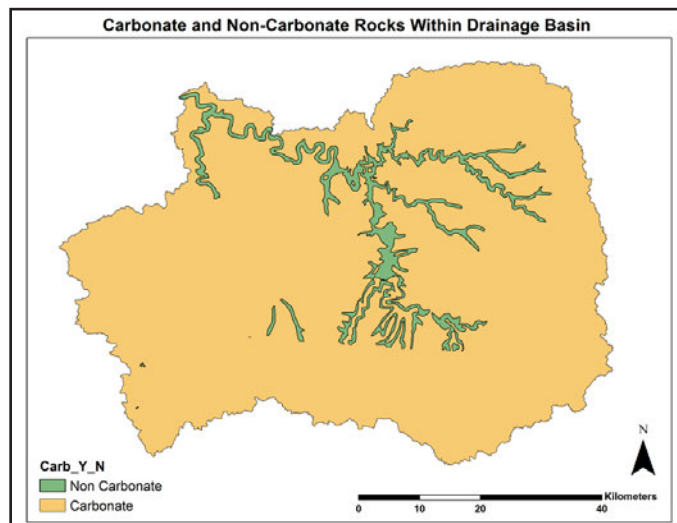 Carbonate and Non-Carbonate Rocks Within Drainage Basin
N
Carb_Y_N
Non Carbonate
Carbonate
Kilometers
0 10 20 40